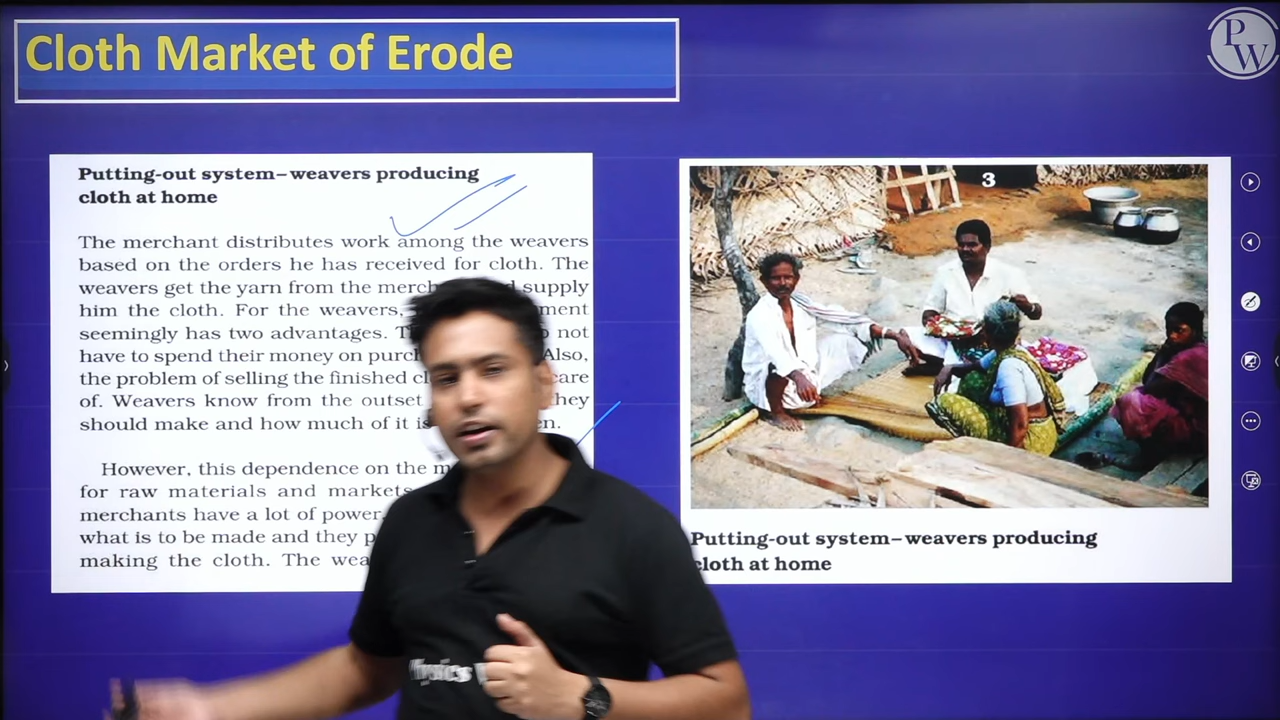 Cloth Market of Erode
PW
Putting-out system–weavers producing
cloth at home
The merchant distributes work among the weavers
based on the orders he has received for cloth. The
weavers get the yarn from the supply
him the cloth. For the weavers,
seemingly has two advantages. not
have to spend their money on Also,
the problem of selling the finished
of. Weavers know from the outset they
should make and how much of it
However, this dependence on the
for raw materials and markets
merchants have a lot of power.
what is to be made and they
making the cloth. The
3
Putting-out system–weavers producing
cloth at home